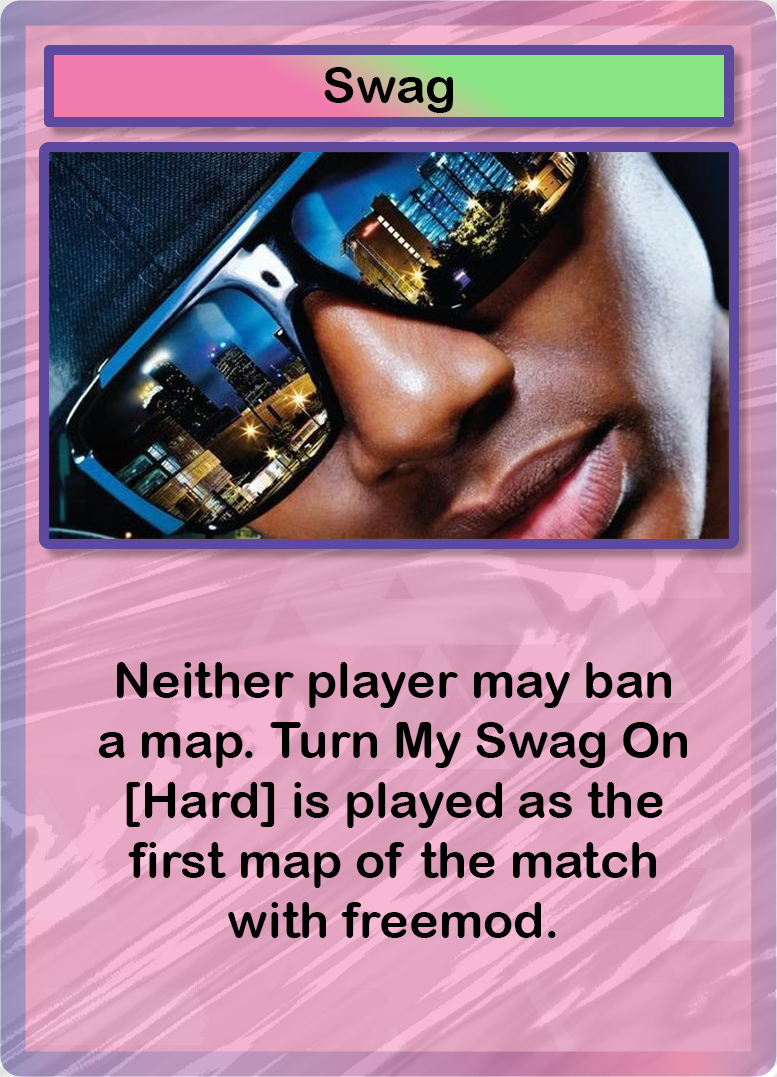 Swag
Neither player may ban
a map. Turn My Swag On
[Hard] is played as the
first map of the match
with freemod.